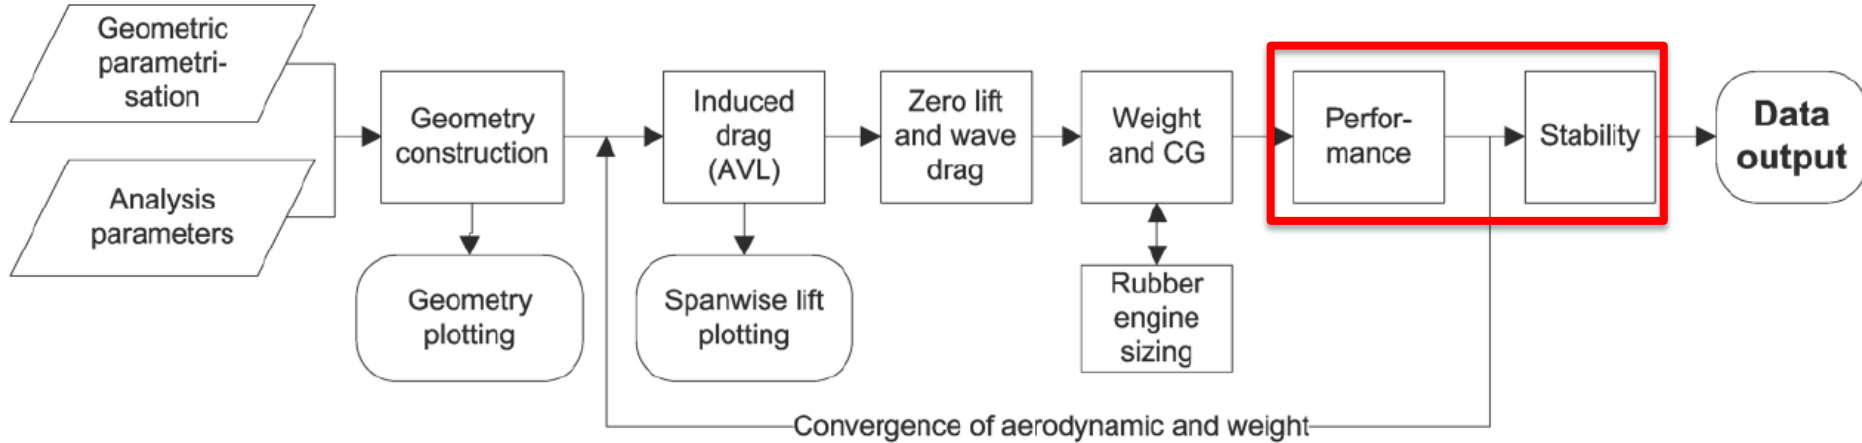 Geometric
parametri-
sation
Analysis
parameters
Geometry
construction
Geometry
plotting
Induced
drag
(AVL)
Spanwise lift
plotting
Zero lift
and wave
drag
Weight
and CG
Rubber
engine
sizing
Perfor-
mance
Stability
Data
output
Convergence of aerodynamic and weight